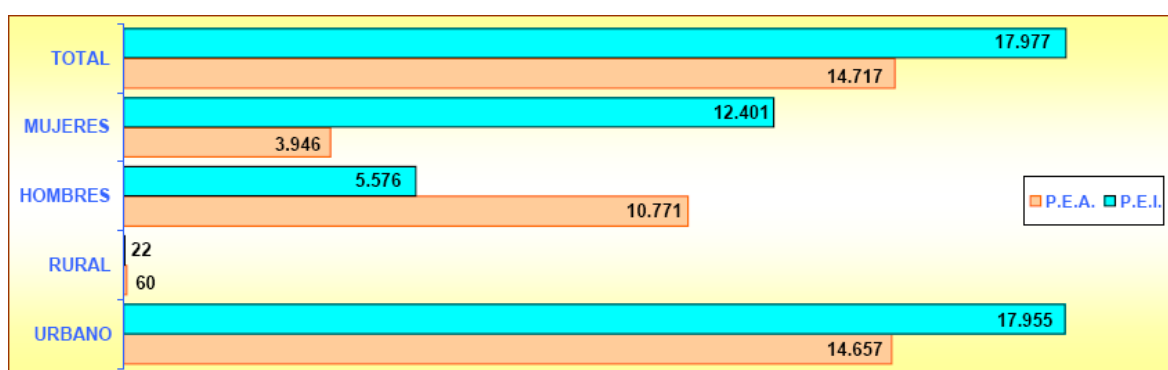 TOTAL
17.977
14.717
MUJERES
12.401
3.946
HOMBRES
5.576
10.771
P.E.A. P.E.I.
RURAL
22
60
URBANO
17.955
14.657